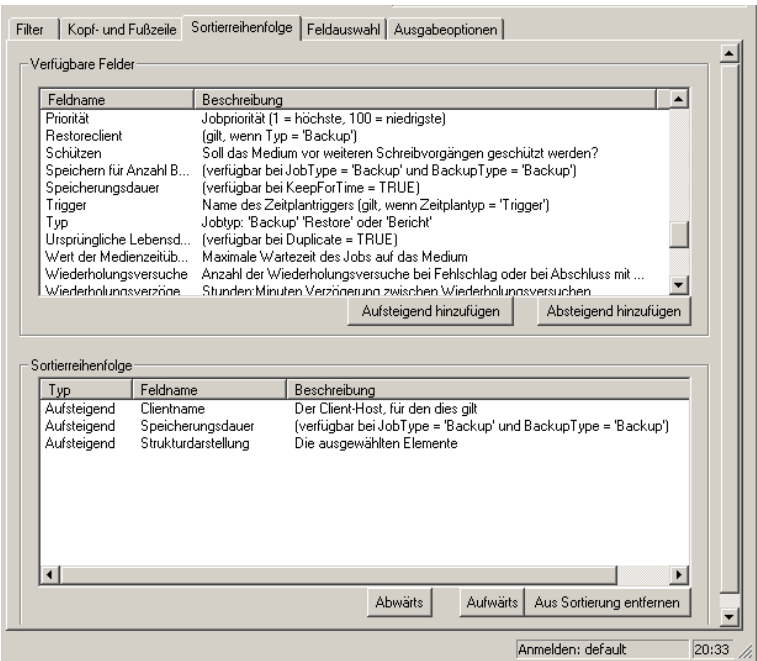 Filter Kopf- und Fußzeile Sortierreihenfolge Feldauswahl Ausgabeoptionen
Verfügbare Felder
Feldname Beschreibung
Priorität Jobpriorität (1 = höchste, 100 = niedrigste)
Restoreclient (gilt, wenn Typ = 'Backup')
Schützen Soll das Medium vor weiteren Schreibvorgängen geschützt werden?
Speichern für Anzahl B... (verfügbar bei JobType = 'Backup' und BackupType = 'Backup')
Speicherungsdauer (verfügbar bei KeepForTime = TRUE)
Trigger Name des Zeitplantriggers (gilt, wenn Zeitplantyp = 'Trigger')
Typ Jobtyp: 'Backup' 'Restore' oder 'Bericht'
Ursprüngliche Lebensd... (verfügbar bei Duplicate = TRUE)
Wert der Medienzeitüb... Maximale Wartezeit des Jobs auf das Medium
Wiederholungsversuche Anzahl der Wiederholungsversuche bei Fehlschlag oder bei Abschluss mit ...
Wiederholungsverzöge... Stunden:Minuten Verzögerung zwischen Wiederholungsversuchen
Aufsteigend hinzufügen Absteigend hinzufügen
Sortierreihenfolge
Typ Feldname Beschreibung
Aufsteigend Clientname Der Client-Host, für den dies gilt
Aufsteigend Speicherungsdauer (verfügbar bei JobType = 'Backup' und BackupType = 'Backup')
Aufsteigend Strukturdarstellung Die ausgewählten Elemente
Abwärts Aufwärts Aus Sortierung entfernen
Anmelden: default 20:33